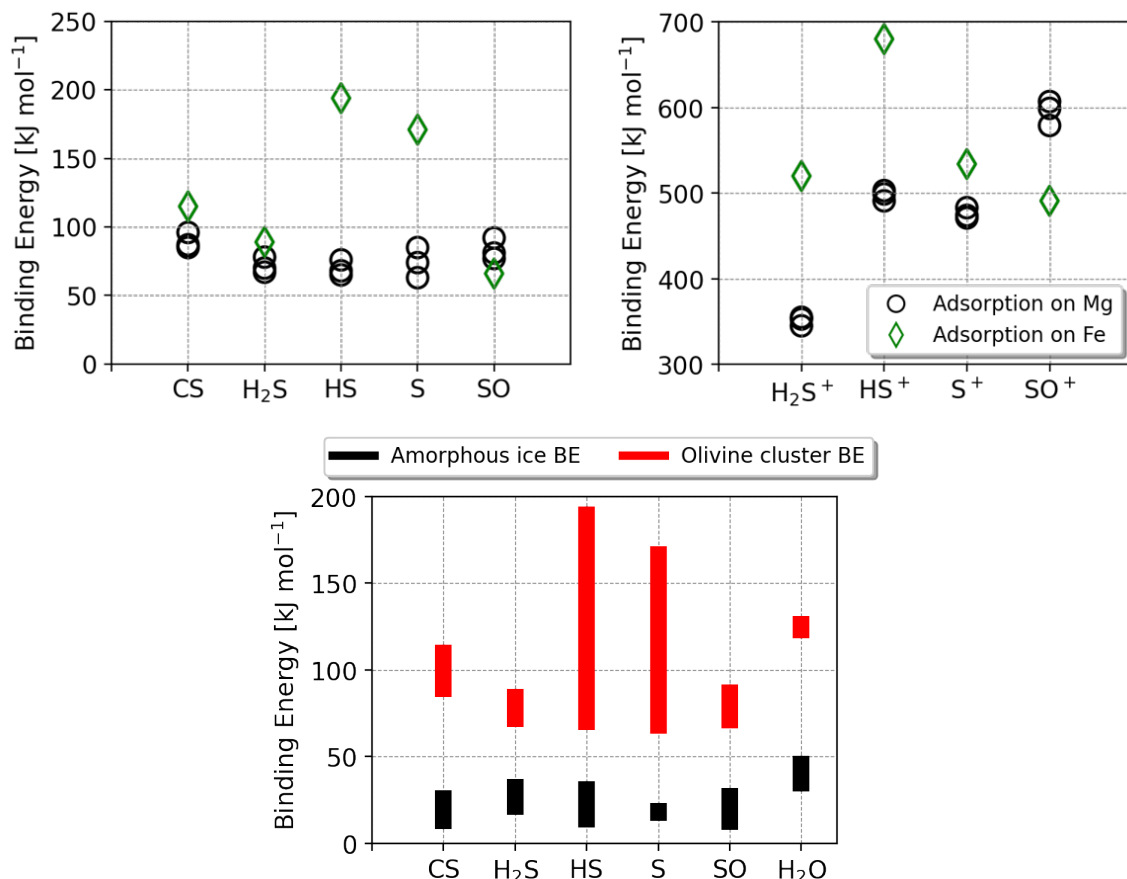 Binding Energy [kJ mol⁻¹]
250
200
150
100
50
0
CS H₂S HS S SO
Binding Energy [kJ mol⁻¹]
700
600
500
400
300
Adsorption on Mg
Adsorption on Fe
H₂S⁺ HS⁺ S⁺ SO⁺
Amorphous ice BE Olivine cluster BE
Binding Energy [kJ mol⁻¹]
200
150
100
50
0
CS H₂S HS S SO H₂O